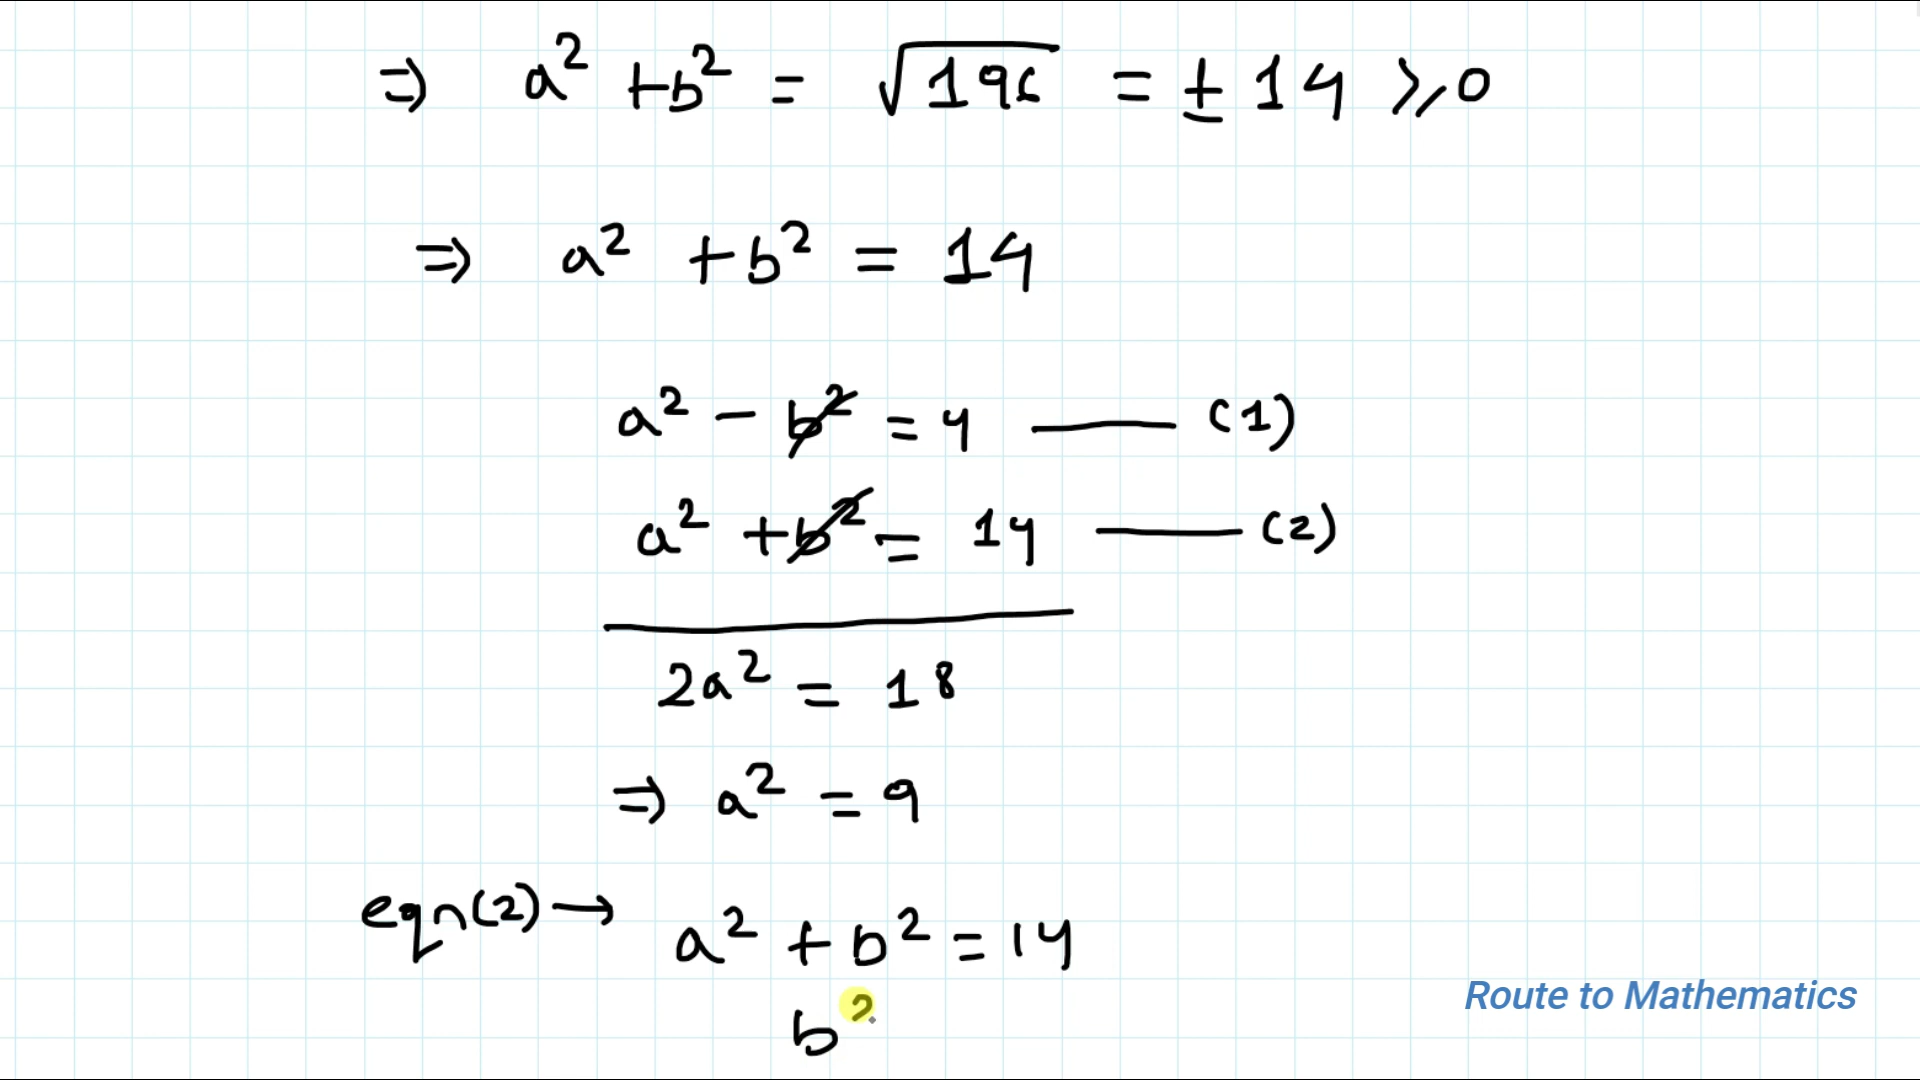 ⇒ a² + b² = √196 = ± 14 ⩾ 0
⇒ a² + b² = 14
a² − b² = 4 —— (1)
a² + b² = 14 —— (2)
2a² = 18
⇒ a² = 9
eqn(2) → a² + b² = 14
b²
Route to Mathematics